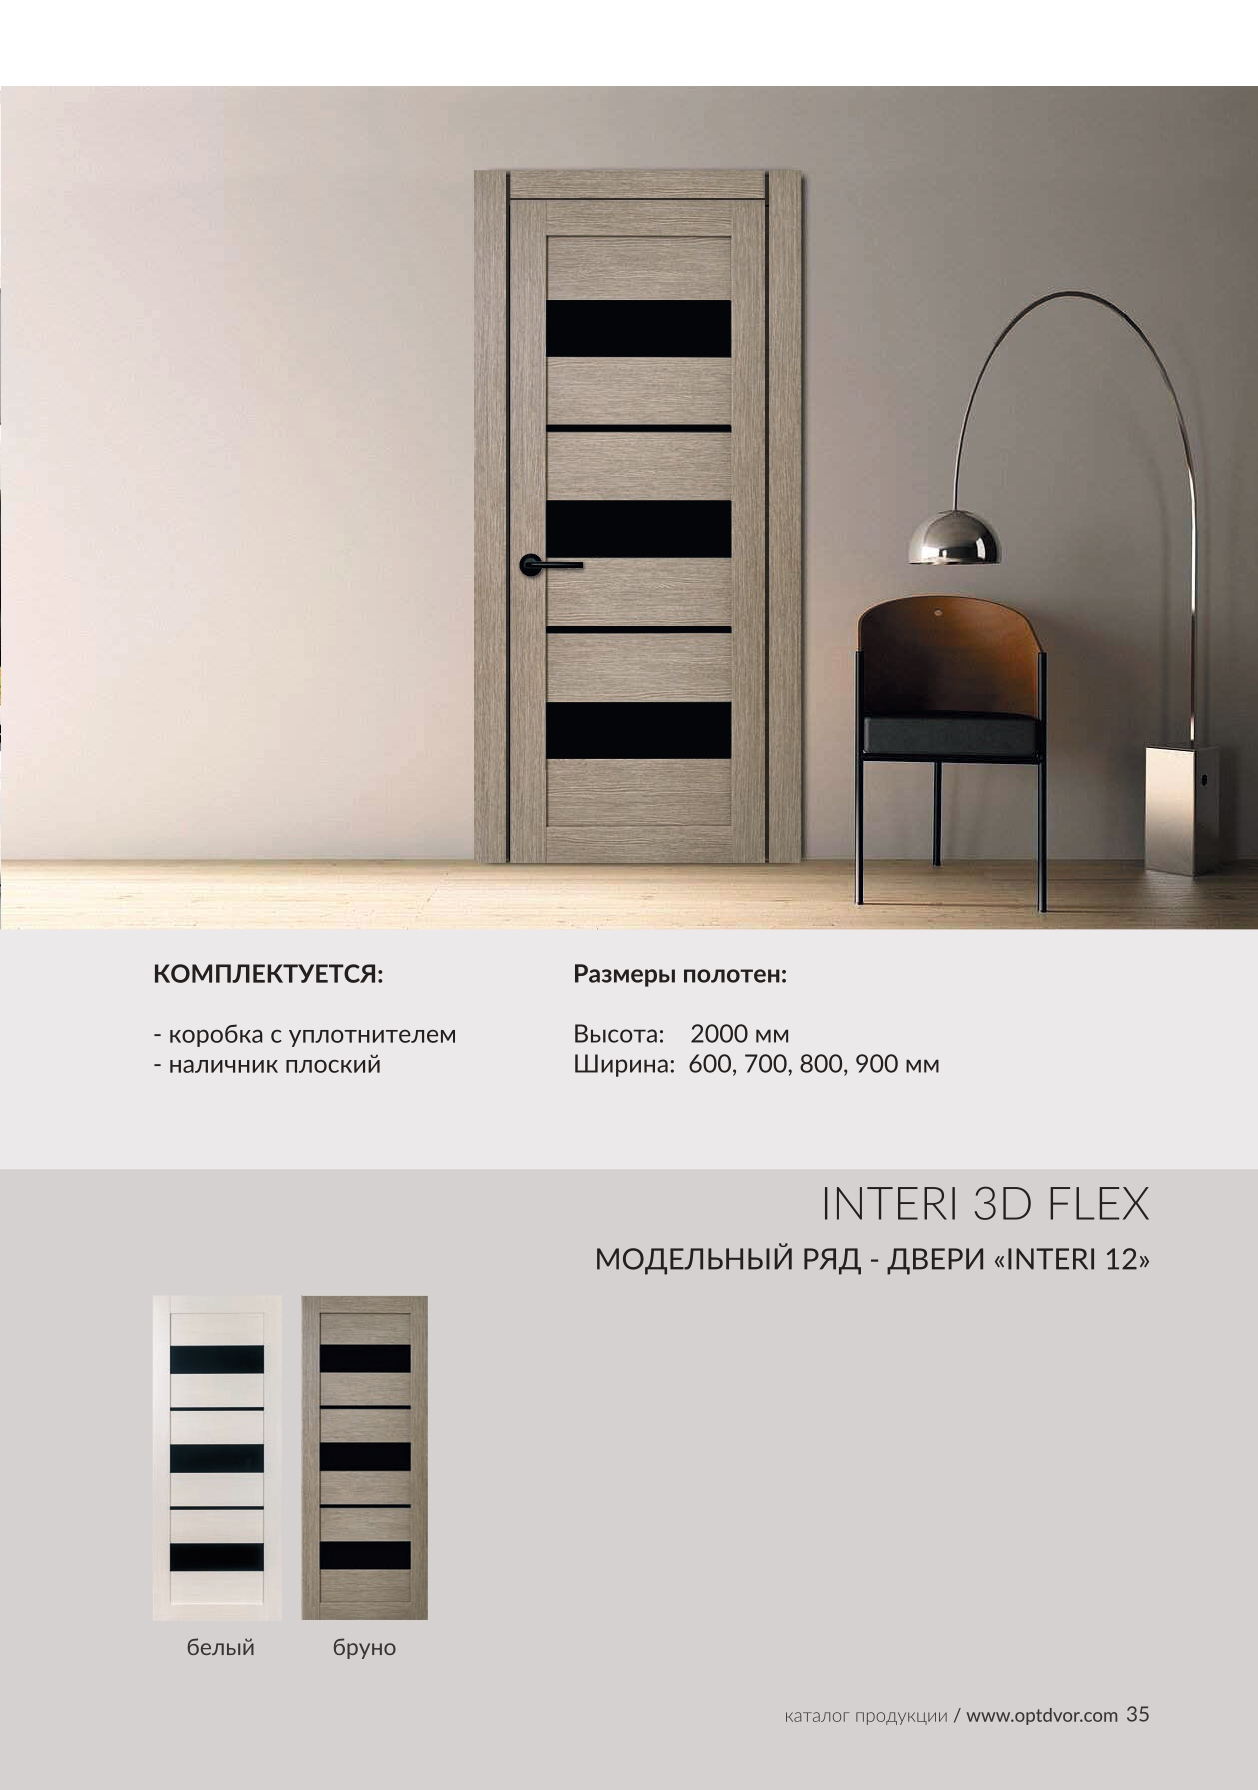 КОМПЛЕКТУЕТСЯ:
- коробка с уплотнителем
- наличник плоский
Размеры полотен:
Высота: 2000 мм
Ширина: 600, 700, 800, 900 мм
INTERI 3D FLEX
МОДЕЛЬНЫЙ РЯД - ДВЕРИ «INTERI 12»
белый
бруно
каталог продукции / www.optdvor.com 35